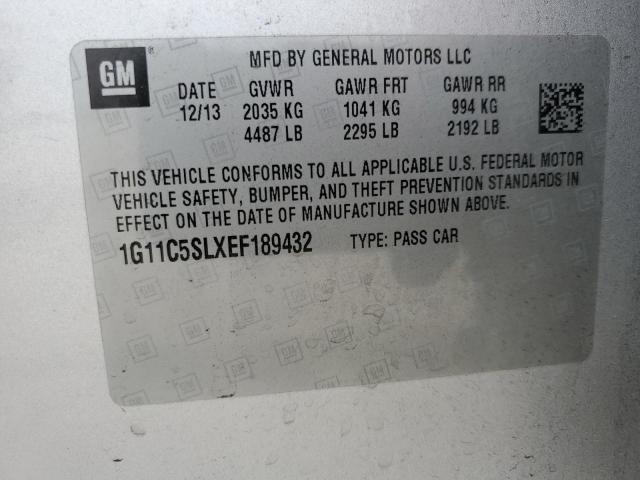 GM
MFD BY GENERAL MOTORS LLC
DATE GVWR GAWR FRT GAWR RR
12/13 2035 KG 1041 KG 994 KG
4487 LB 2295 LB 2192 LB
THIS VEHICLE CONFORMS TO ALL APPLICABLE U.S. FEDERAL MOTOR
VEHICLE SAFETY, BUMPER, AND THEFT PREVENTION STANDARDS IN
EFFECT ON THE DATE OF MANUFACTURE SHOWN ABOVE.
1G11C5SLXEF189432 TYPE: PASS CAR